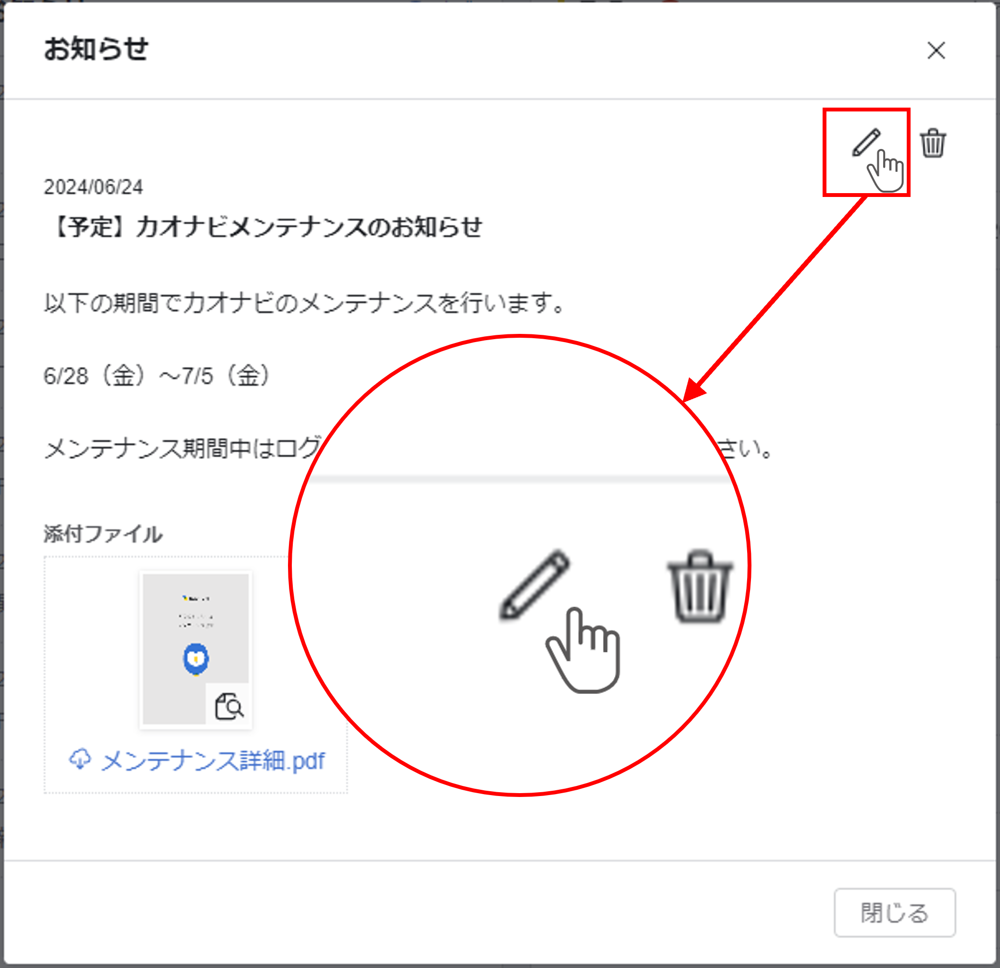 お知らせ
2024/06/24
【予定】カオナビメンテナンスのお知らせ
以下の期間でカオナビのメンテナンスを行います。
6/28（金）～7/5（金）
メンテナンス期間中はログ
さい。
添付ファイル
メンテナンス詳細.pdf
閉じる